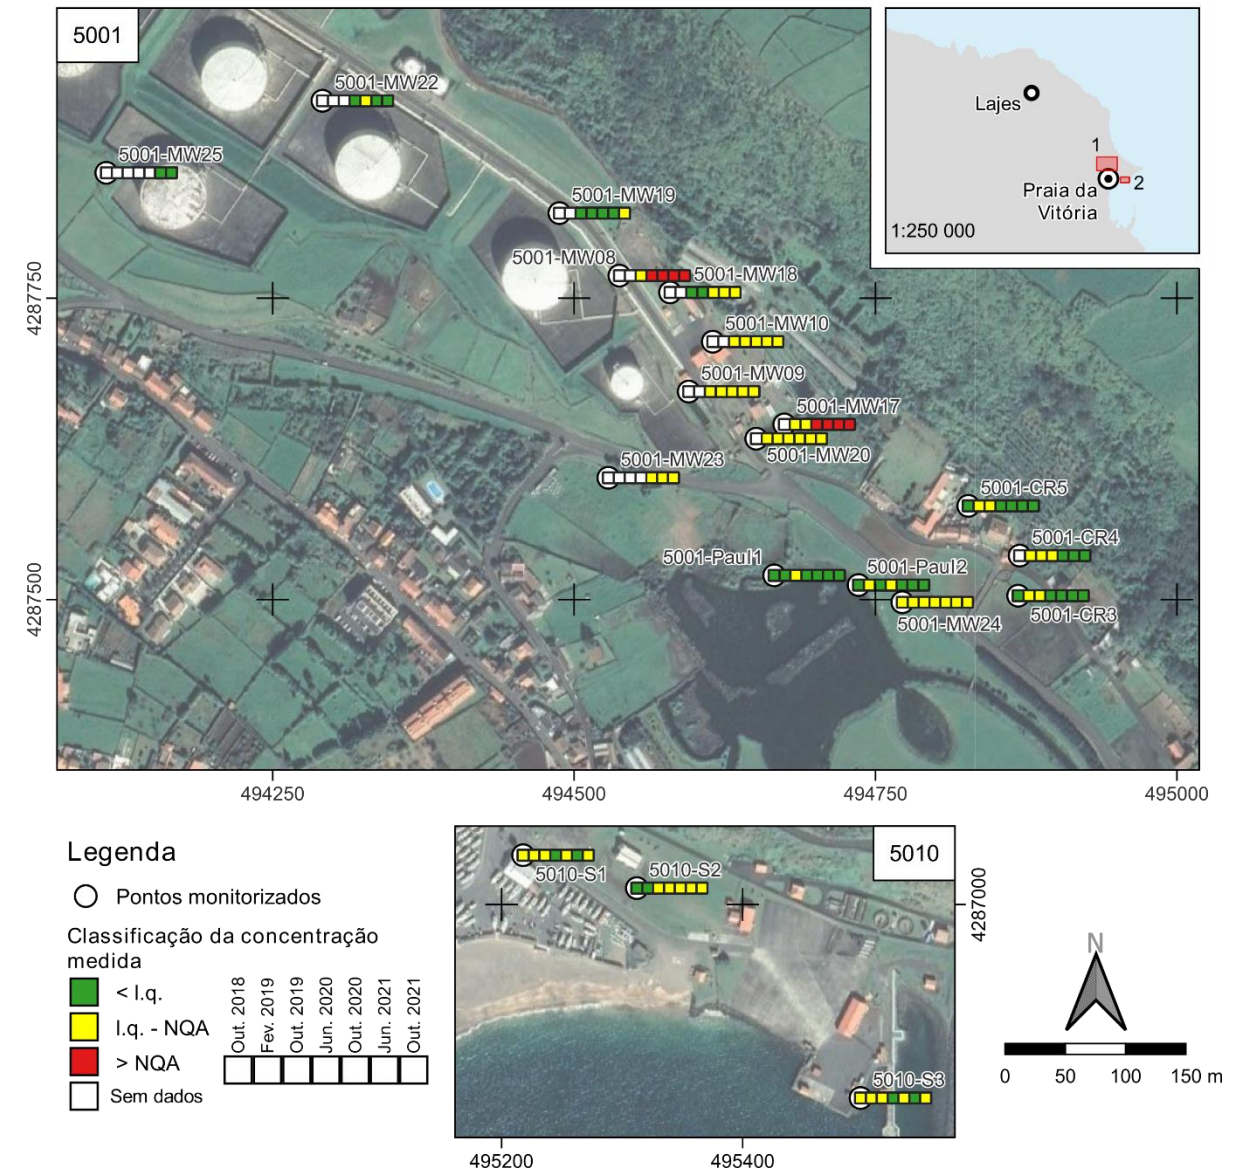 5001
5001-MW22
5001-MW25
5001-MW19
5001-MW08
5001-MW18
5001-MW10
5001-MW09
5001-MW17
5001-MW20
5001-MW23
5001-CR5
5001-CR4
5001-Paul1
5001-Paul2
5001-CR3
5001-MW24
4287750
4287500
494250
494500
494750
495000
Lajes
1
2
Praia da
Vitória
1:250 000
Legenda
Pontos monitorizados
Classificação da concentração
medida
< l.q.
l.q. - NQA
> NQA
Sem dados
Out. 2018
Fev. 2019
Out. 2019
Jun. 2020
Out. 2020
Jun. 2021
Out. 2021
5010
5010-S1
5010-S2
5010-S3
4287000
495200
495400
N
0 50 100 150 m